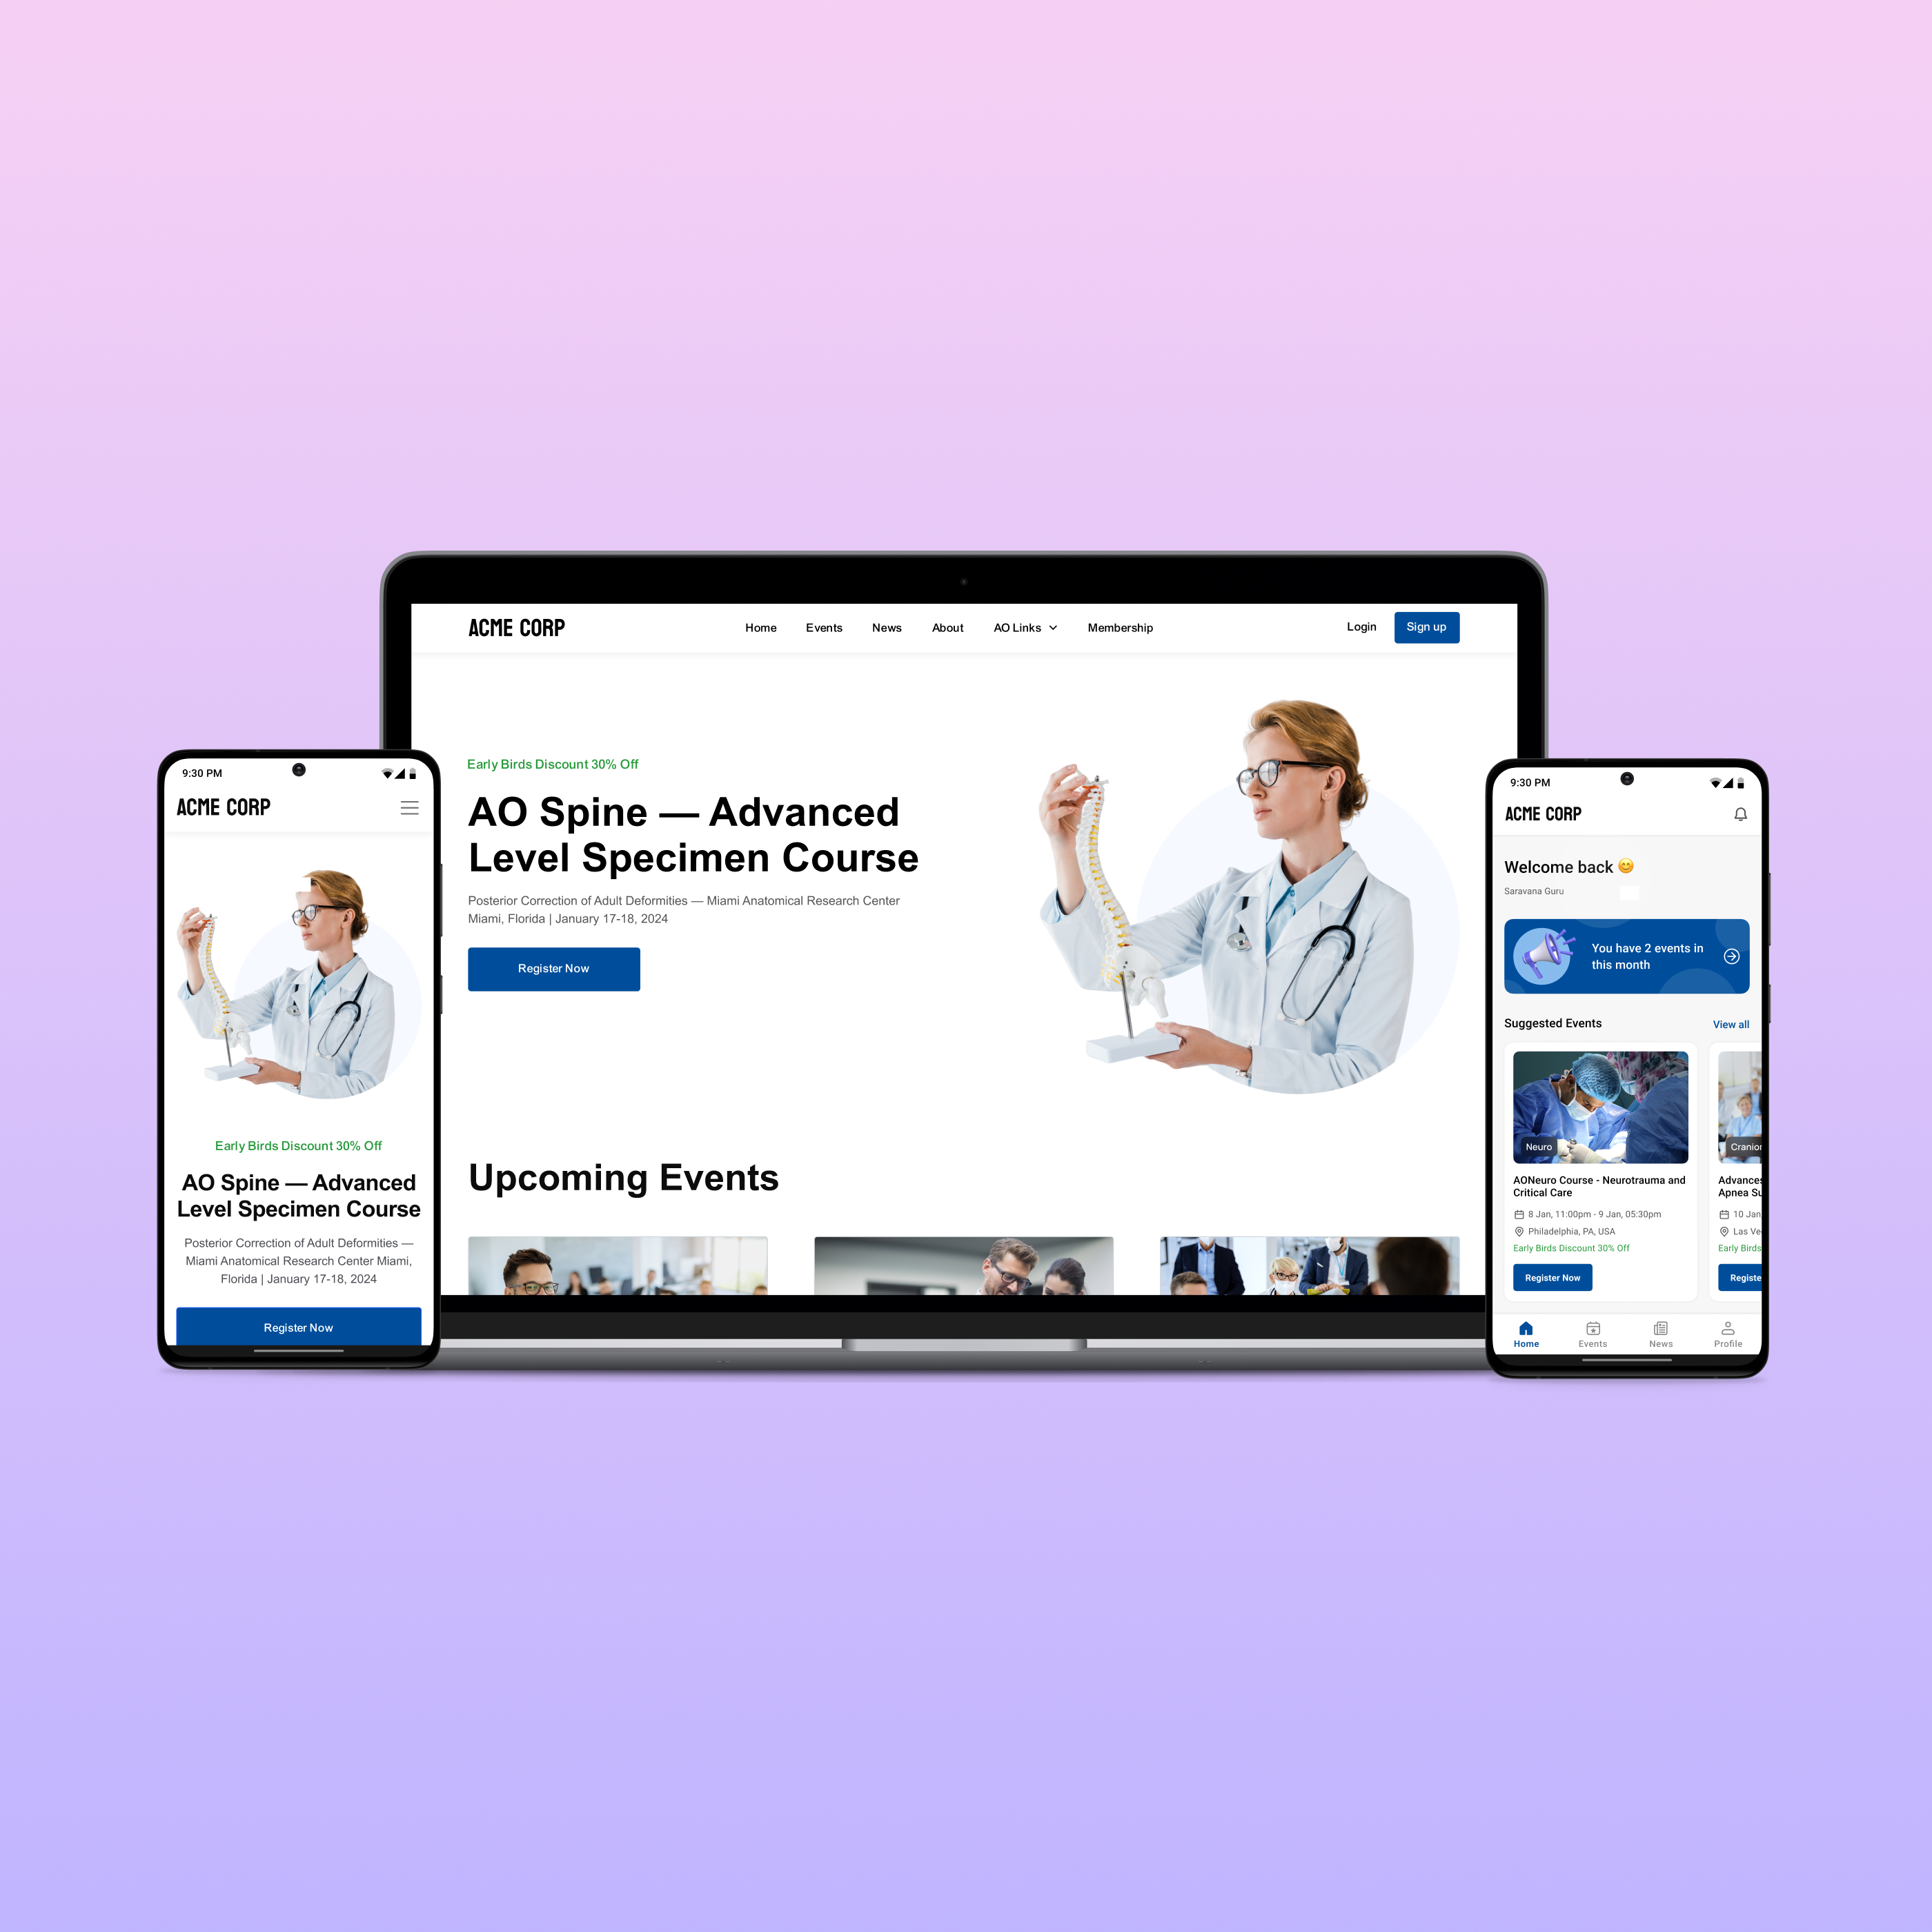 ACME CORP
Home Events News About AO Links Membership
Login Sign up
Early Birds Discount 30% Off
AO Spine — Advanced
Level Specimen Course
Posterior Correction of Adult Deformities — Miami Anatomical Research Center
Miami, Florida | January 17-18, 2024
Register Now
Upcoming Events
9:30 PM
ACME CORP
Early Birds Discount 30% Off
AO Spine — Advanced
Level Specimen Course
Posterior Correction of Adult Deformities —
Miami Anatomical Research Center Miami,
Florida | January 17-18, 2024
Register Now
9:30 PM
ACME CORP
Welcome back 😊
Saravana Guru
You have 2 events in
this month
Suggested Events
View all
Neuro
AONeuro Course - Neurotrauma and
Critical Care
8 Jan, 11:00pm - 9 Jan, 05:30pm
Philadelphia, PA, USA
Early Birds Discount 30% Off
Register Now
10 Jan
Early Birds
Home Events News Profile